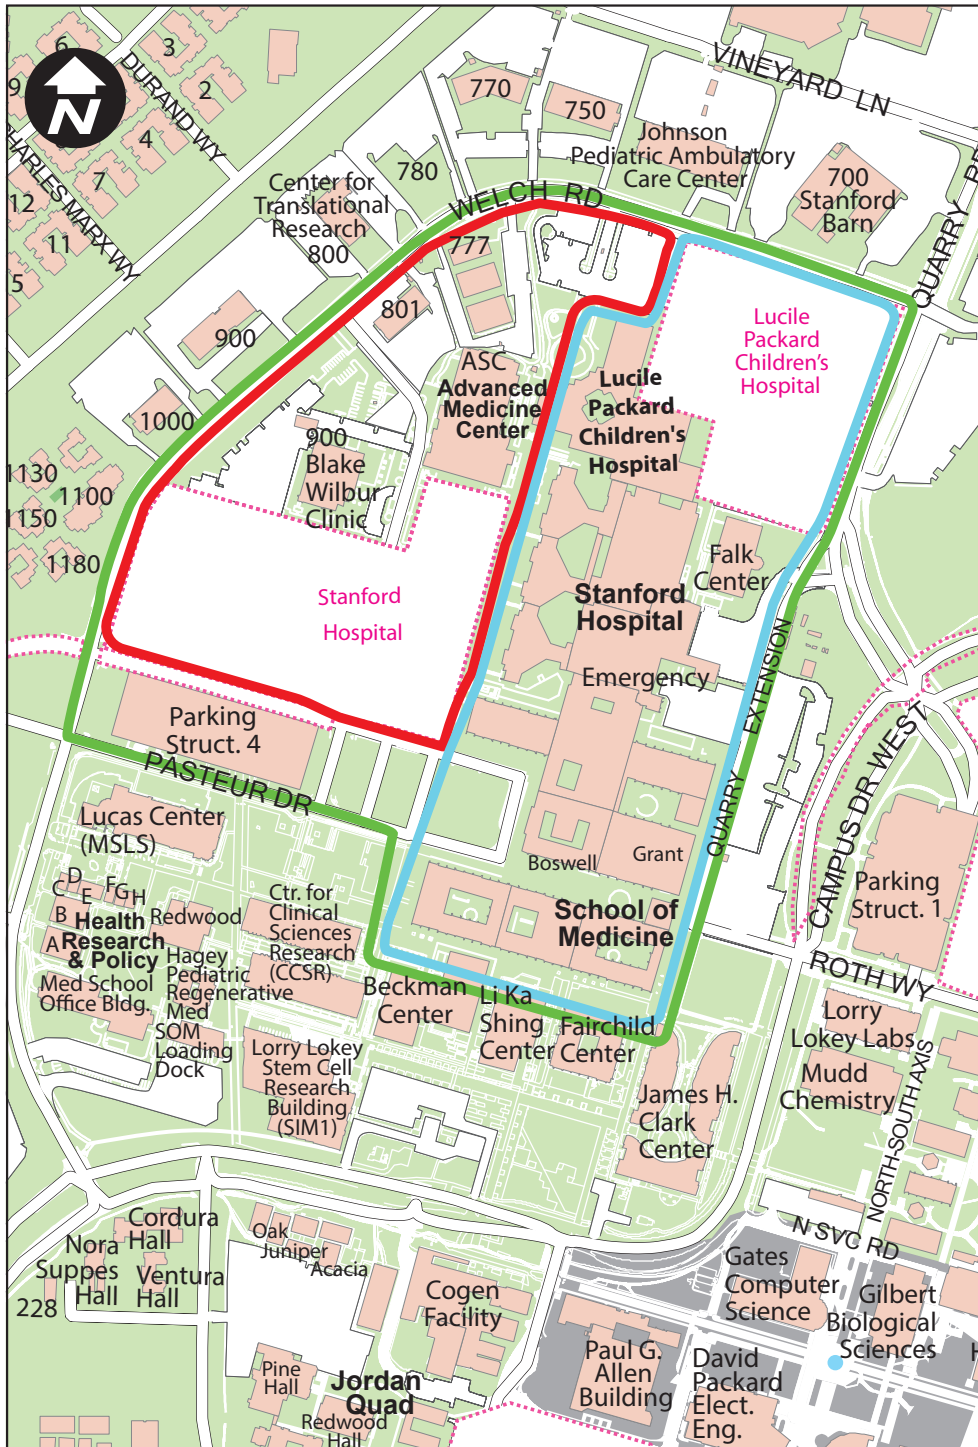 6
3
2
9
N
DURAND WY
4
7
CHARLES MARX WY
12
11
5
VINEYARD LN
770
750
Johnson
Pediatric Ambulatory
Care Center
780
Center for
Translational
Research
800
WELCH RD
777
700
Stanford
Barn
QUARRY
801
900
Lucile
Packard
Children's
Hospital
ASC
Advanced
Medicine
Center
Lucile
Packard
Children's
Hospital
1000
900
Blake
Wilbur
Clinic
1130
1100
1150
1180
Stanford
Hospital
Falk
Center
Stanford
Hospital
Emergency
QUARRY EXTENSION
Parking
Struct. 4
PASTEUR DR
CAMPUS DR WEST
Lucas Center
(MSLS)
Boswell
Grant
Parking
Struct. 1
C
D
E
F
G
H
B
A
Health
Research
& Policy
Redwood
Ctr. for
Clinical
Sciences
Research
(CCSR)
School of
Medicine
Med School
Office Bldg.
Hagey
Pediatric
Regenerative
Med
SOM
Loading
Dock
Beckman
Center
Li Ka
Shing
Center
Fairchild
Center
ROTH WY
Lorry
Lokey Labs
Lorry Lokey
Stem Cell
Research
Building
(SIM1)
Mudd
Chemistry
James H.
Clark
Center
NORTH-SOUTH AXIS
N SVC RD
Cordura
Hall
Nora
Suppes
Hall
Ventura
Hall
Oak
Juniper
Acacia
228
Cogen
Facility
Gates
Computer
Science
Gilbert
Biological
Sciences
Paul G.
Allen
Building
David
Packard
Elect.
Eng.
Pine
Hall
Jordan
Quad
Redwood
Hall